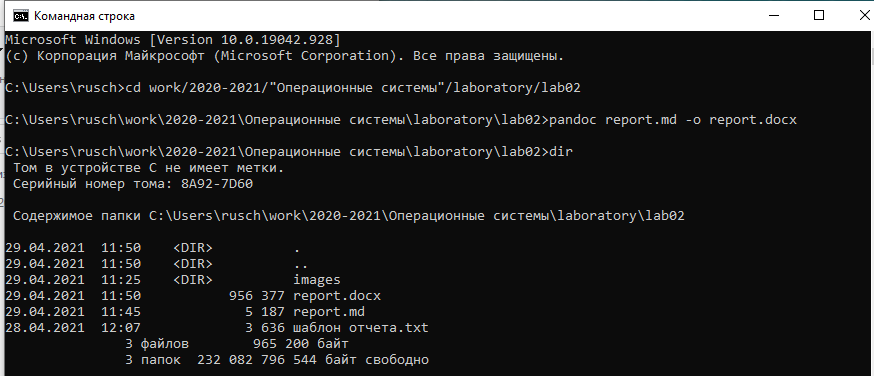 Командная строка
Microsoft Windows [Version 10.0.19042.928]
(c) Корпорация Майкрософт (Microsoft Corporation). Все права защищены.
C:\Users\rusch>cd work/2020-2021/"Операционные системы"/laboratory/lab02
C:\Users\rusch\work\2020-2021\Операционные системы\laboratory\lab02>pandoc report.md -o report.docx
C:\Users\rusch\work\2020-2021\Операционные системы\laboratory\lab02>dir
Том в устройстве C не имеет метки.
Серийный номер тома: 8A92-7D60
Содержимое папки C:\Users\rusch\work\2020-2021\Операционные системы\laboratory\lab02
29.04.2021  11:50    <DIR>          .
29.04.2021  11:50    <DIR>          ..
29.04.2021  11:25    <DIR>          images
29.04.2021  11:50           956 377 report.docx
29.04.2021  11:45             5 187 report.md
28.04.2021  12:07             3 636 шаблон отчета.txt
3 файлов        965 200 байт
3 папок  232 082 796 544 байт свободно